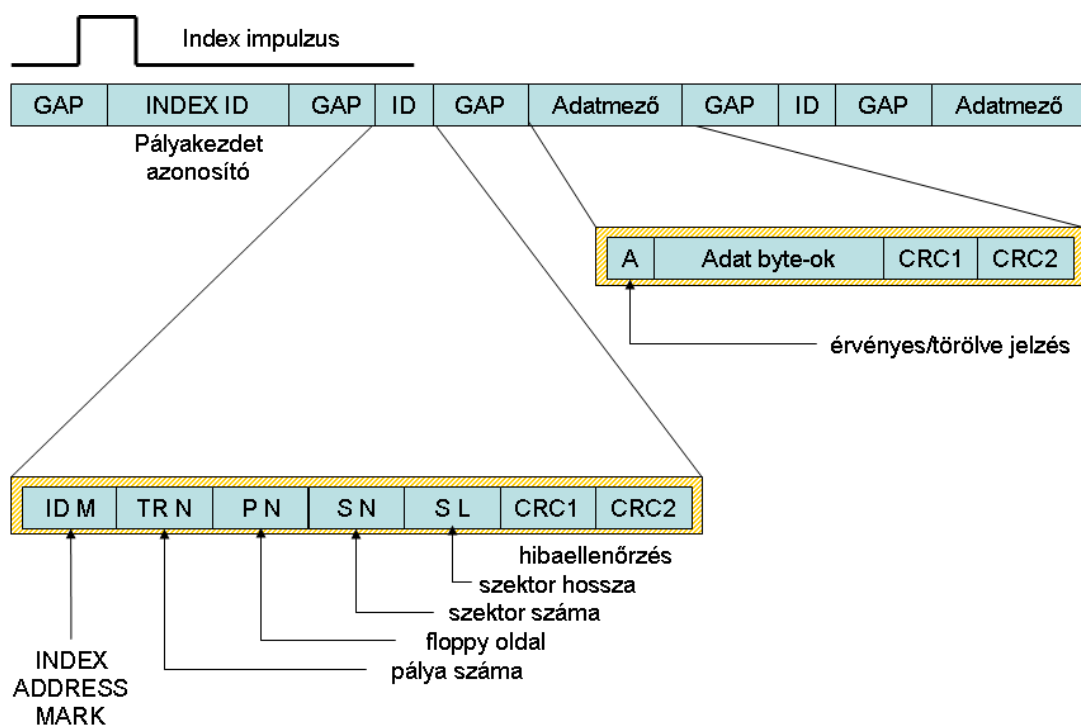 Index impulzus
GAP INDEX ID GAP ID GAP Adatmező GAP ID GAP Adatmező
Pályakezdet
azonosító
A Adat byte-ok CRC1 CRC2
érvényes/törölve jelzés
ID M TR N P N S N S L CRC1 CRC2
hibaellenőrzés
szektor hossza
szektor száma
floppy oldal
pálya száma
INDEX
ADDRESS
MARK